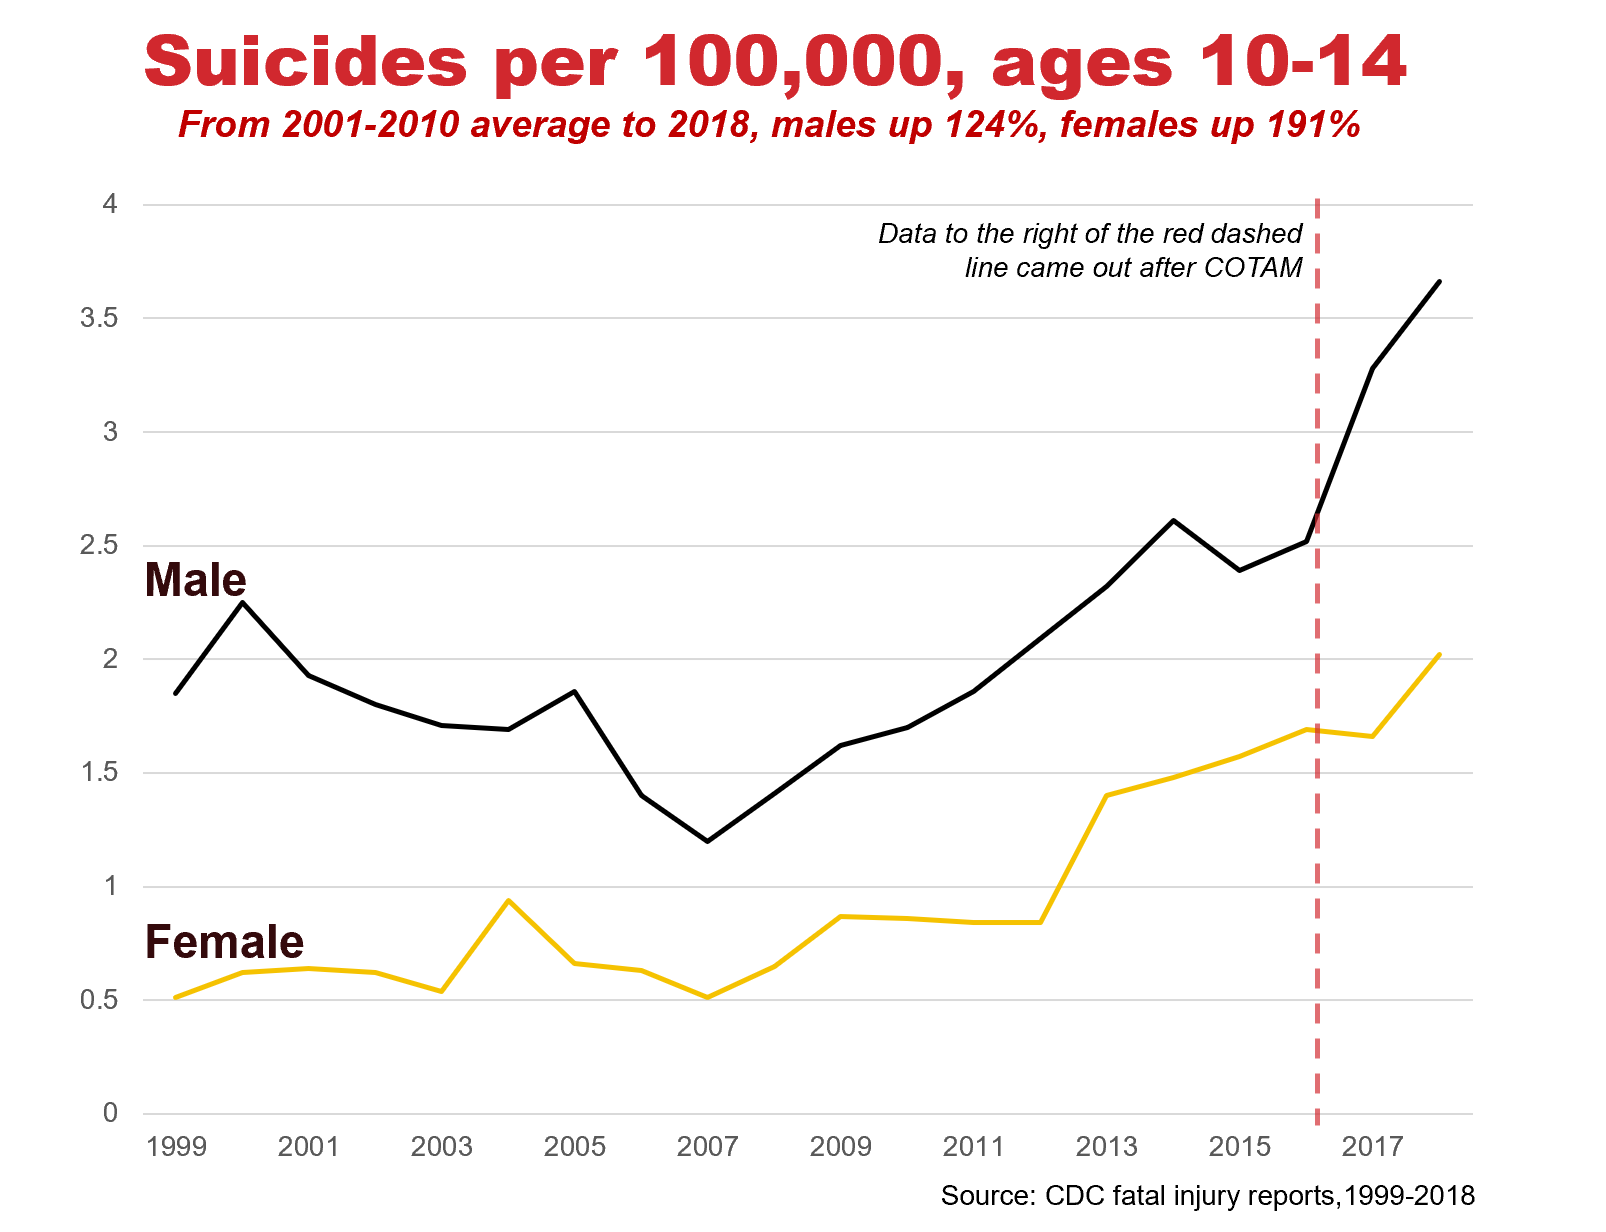 Suicides per 100,000, ages 10-14
From 2001-2010 average to 2018, males up 124%, females up 191%
4
Data to the right of the red dashed
line came out after COTAM
3.5
3
2.5
Male
2
1.5
1
Female
0.5
0
1999 2001 2003 2005 2007 2009 2011 2013 2015 2017
Source: CDC fatal injury reports,1999-2018